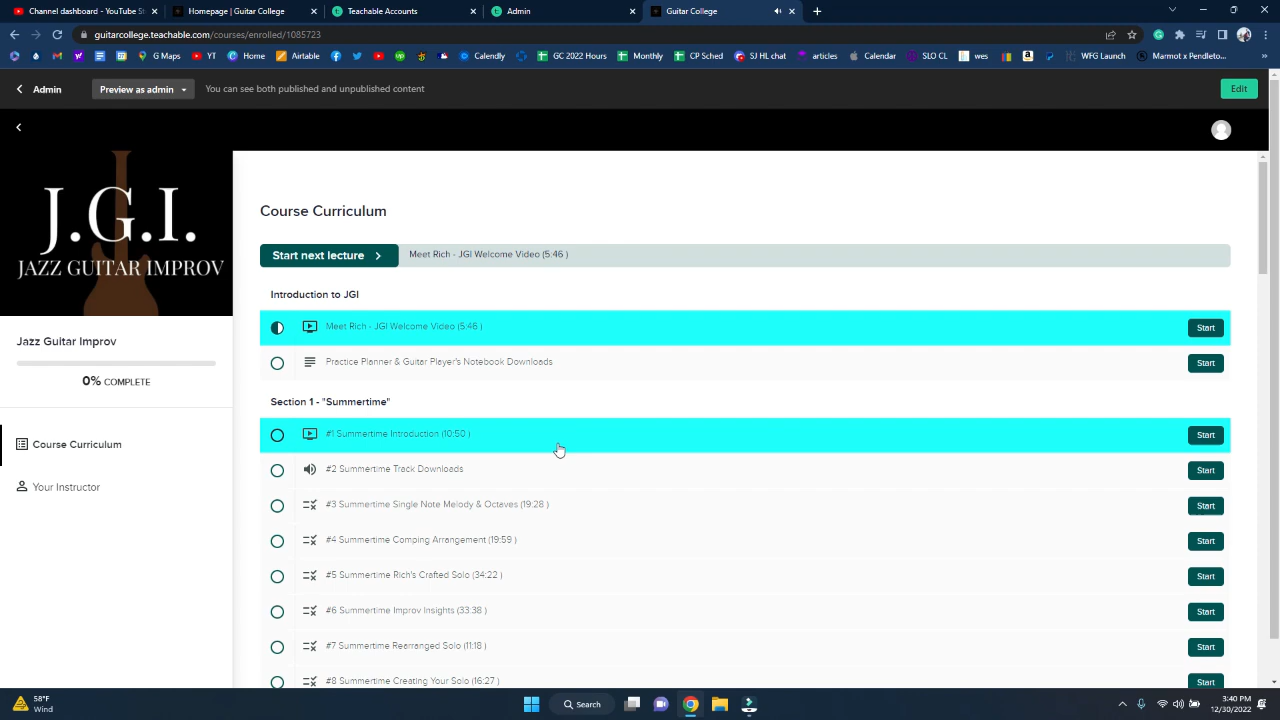 Channel dashboard - YouTube St
Homepage | Guitar College
Teachable Accounts
Admin
Guitar College
guitarcollege.teachable.com/courses/enrolled/1085723
G Maps
YT
Home
Airtable
Calendly
GC 2022 Hours
Monthly
CP Sched
SJ HL chat
articles
Calendar
SLO CL
wes
WFG Launch
Marmot x Pendleto...
Admin
Preview as admin
You can see both published and unpublished content
Edit
J.G.I.
JAZZ GUITAR IMPROV
Jazz Guitar Improv
0% COMPLETE
Course Curriculum
Your Instructor
Course Curriculum
Start next lecture
Meet Rich - JGI Welcome Video (5:46 )
Introduction to JGI
Meet Rich - JGI Welcome Video (5:46 )
Start
Practice Planner & Guitar Player's Notebook Downloads
Start
Section 1 - "Summertime"
#1 Summertime Introduction (10:50 )
Start
#2 Summertime Track Downloads
Start
#3 Summertime Single Note Melody & Octaves (19:28 )
Start
#4 Summertime Comping Arrangement (19:59 )
Start
#5 Summertime Rich's Crafted Solo (34:22 )
Start
#6 Summertime Improv Insights (33:38 )
Start
#7 Summertime Rearranged Solo (11:18 )
Start
#8 Summertime Creating Your Solo (16:27 )
Start
58°F
Wind
Search
3:40 PM
12/30/2022